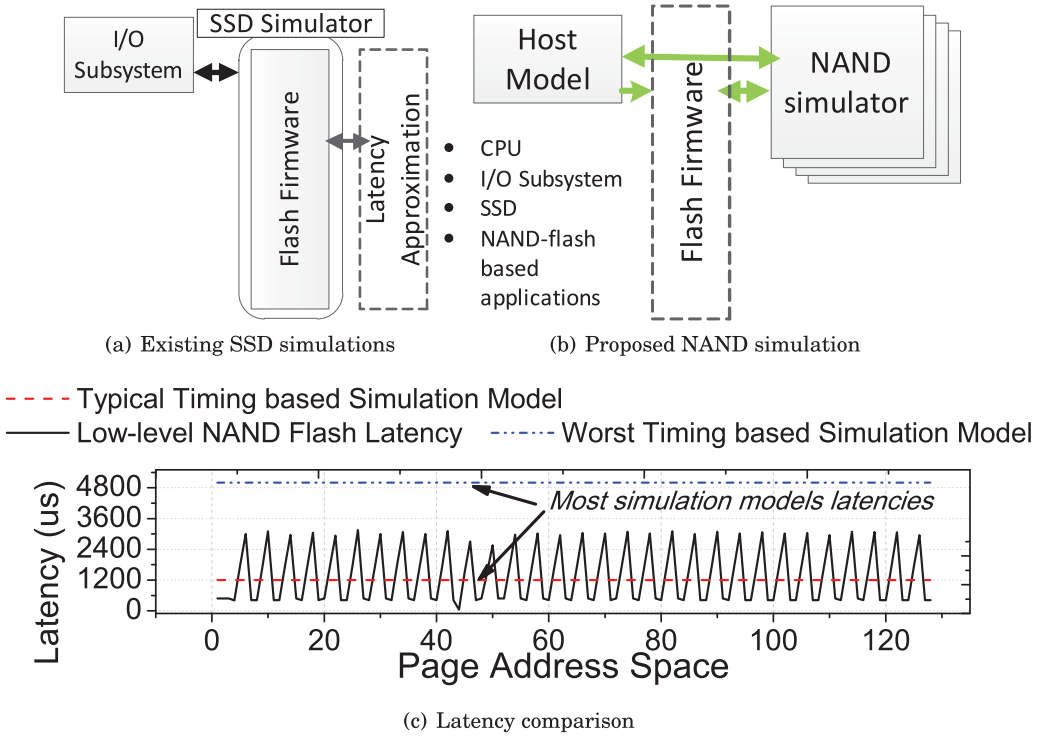 I/O
Subsystem
SSD Simulator
Flash Firmware
Latency
Approximation
(a) Existing SSD simulations
Host
Model
Flash Firmware
NAND
simulator
• CPU
• I/O Subsystem
• SSD
• NAND-flash
based
applications
(b) Proposed NAND simulation
Typical Timing based Simulation Model
Low-level NAND Flash Latency
Worst Timing based Simulation Model
Latency (us)
4800
3600
2400
1200
0
Most simulation models latencies
0 20 40 60 80 100 120
Page Address Space
(c) Latency comparison